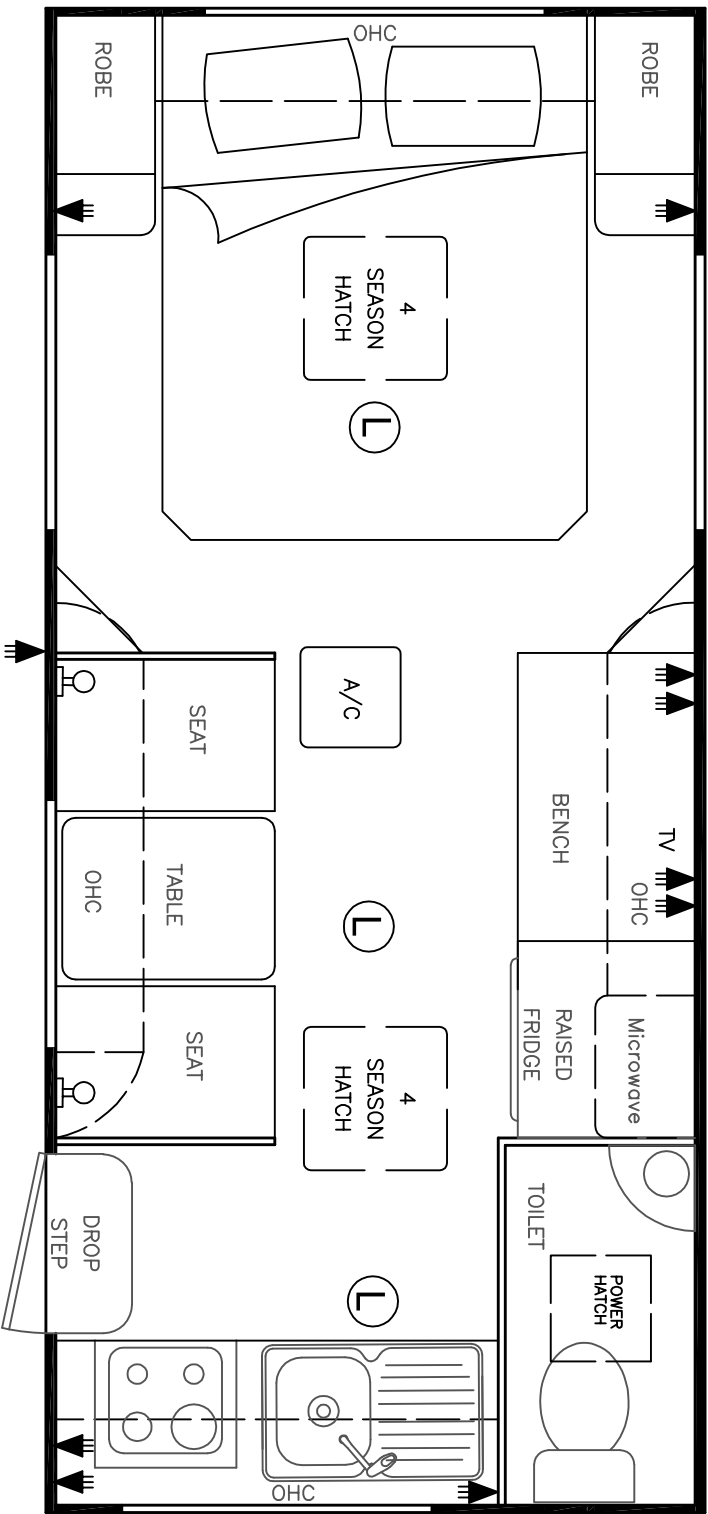 OHC
ROBE
ROBE
4
SEASON
HATCH
L
A/C
SEAT
BENCH
TV
OHC
TABLE
OHC
L
SEAT
4
SEASON
HATCH
RAISED
FRIDGE
Microwave
TOILET
DROP
STEP
POWER
HATCH
L
OHC